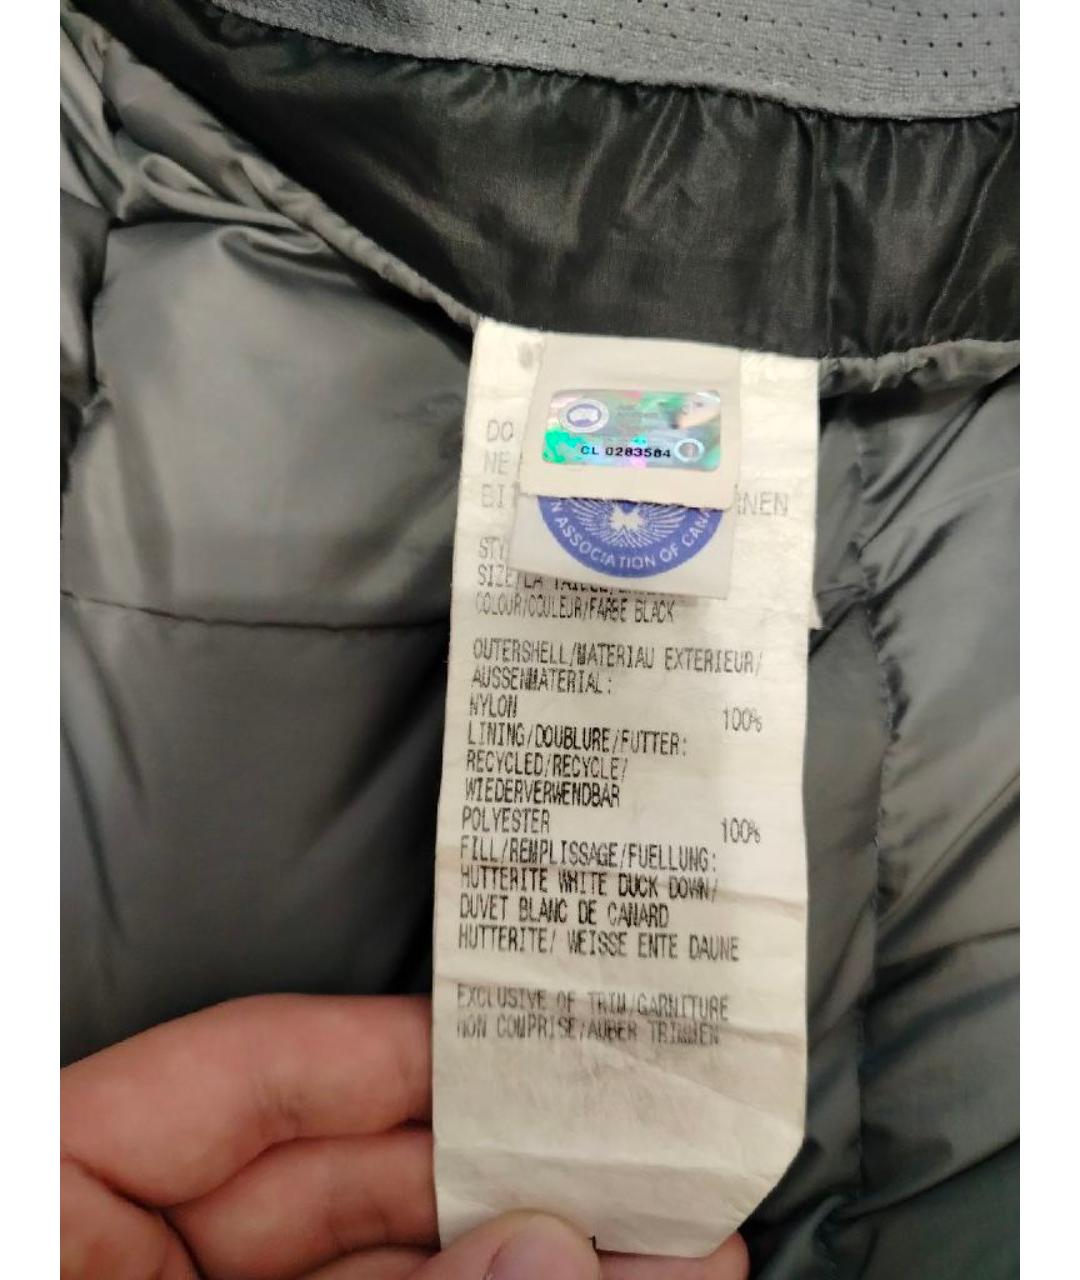 CL 0283584
DO
NE
BIT
RNEN
N ASSOCIATION OF CANA
STY
SIZE/LA TAILLE/
COLOUR/COULEUR/FARBE BLACK
OUTERSHELL/MATERIAU EXTERIEUR/
AUSSENMATERIAL:
NYLON 100%
LINING/DOUBLURE/FUTTER:
RECYCLED/RECYCLE/
WIEDERVERWENDBAR
POLYESTER 100%
FILL/REMPLISSAGE/FUELLUNG:
HUTTERITE WHITE DUCK DOWN/
DUVET BLANC DE CANARD
HUTTERITE/ WEISSE ENTE DAUNE
EXCLUSIVE OF TRIM/GARNITURE
NON COMPRISE/AUBER TRIMMEN